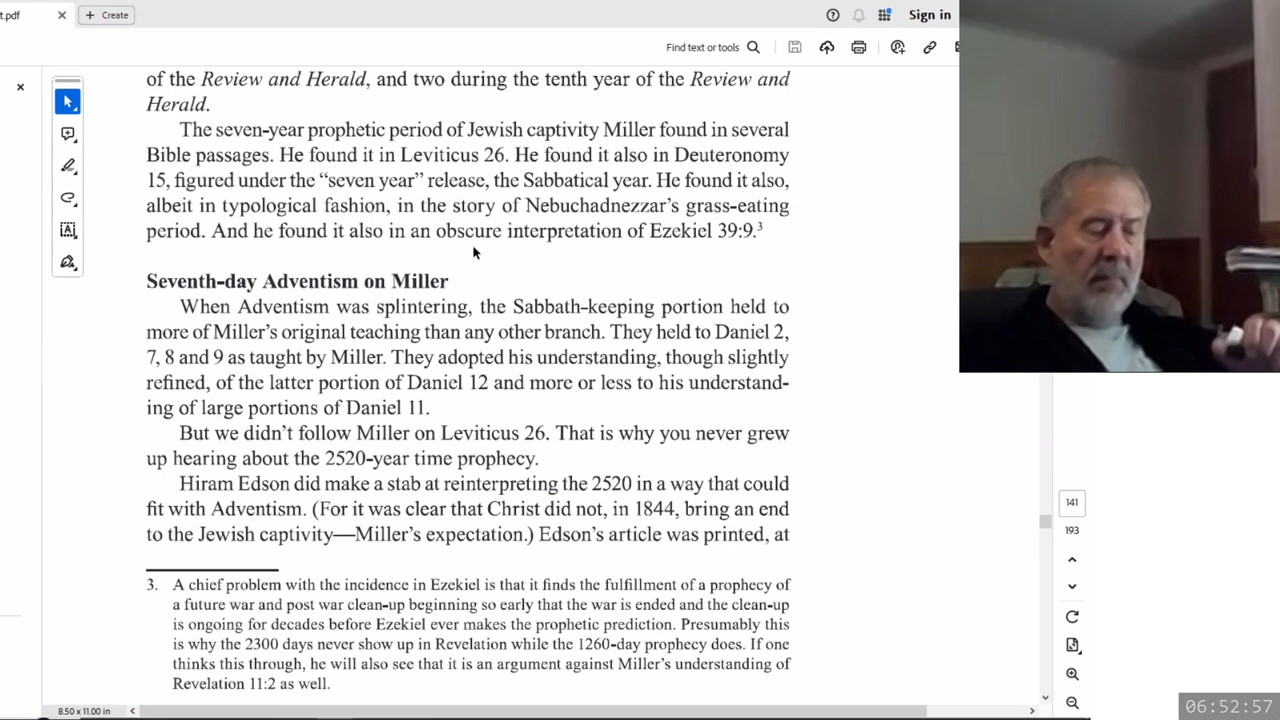 t.pdf
Create
Sign in
Find text or tools
of the Review and Herald, and two during the tenth year of the Review and
Herald.
The seven-year prophetic period of Jewish captivity Miller found in several
Bible passages. He found it in Leviticus 26. He found it also in Deuteronomy
15, figured under the “seven year” release, the Sabbatical year. He found it also,
albeit in typological fashion, in the story of Nebuchadnezzar’s grass-eating
period. And he found it also in an obscure interpretation of Ezekiel 39:9.3
Seventh-day Adventism on Miller
When Adventism was splintering, the Sabbath-keeping portion held to
more of Miller’s original teaching than any other branch. They held to Daniel 2,
7, 8 and 9 as taught by Miller. They adopted his understanding, though slightly
refined, of the latter portion of Daniel 12 and more or less to his understand-
ing of large portions of Daniel 11.
But we didn’t follow Miller on Leviticus 26. That is why you never grew
up hearing about the 2520-year time prophecy.
Hiram Edson did make a stab at reinterpreting the 2520 in a way that could
fit with Adventism. (For it was clear that Christ did not, in 1844, bring an end
to the Jewish captivity—Miller’s expectation.) Edson’s article was printed, at
3. A chief problem with the incidence in Ezekiel is that it finds the fulfillment of a prophecy of
a future war and post war clean-up beginning so early that the war is ended and the clean-up
is ongoing for decades before Ezekiel ever makes the prophetic prediction. Presumably this
is why the 2300 days never show up in Revelation while the 1260-day prophecy does. If one
thinks this through, he will also see that it is an argument against Miller’s understanding of
Revelation 11:2 as well.
141
193
8.50 x 11.00 in
06:52:57